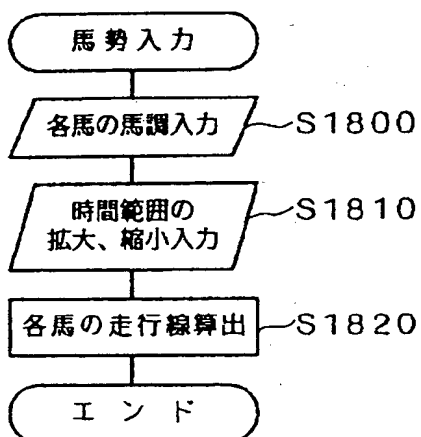 馬勢入力
各馬の馬調入力 S1800
時間範囲の
拡大、縮小入力 S1810
各馬の走行線算出 S1820
エンド